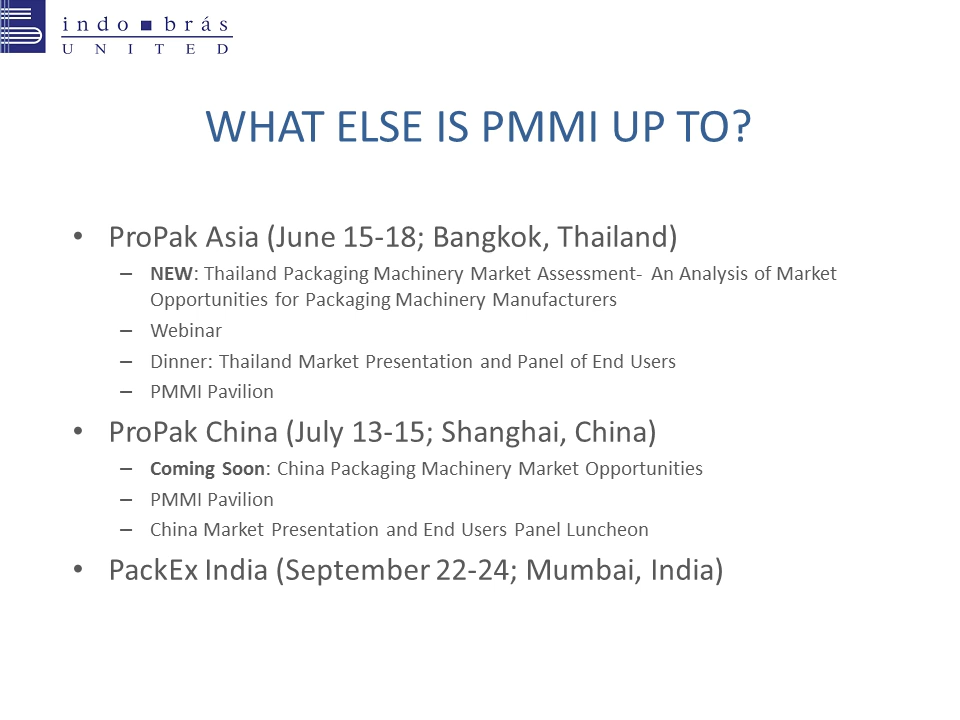 indo■brás
UNITED
WHAT ELSE IS PMMI UP TO?
• ProPak Asia (June 15-18; Bangkok, Thailand)
– NEW: Thailand Packaging Machinery Market Assessment- An Analysis of Market
Opportunities for Packaging Machinery Manufacturers
– Webinar
– Dinner: Thailand Market Presentation and Panel of End Users
– PMMI Pavilion
• ProPak China (July 13-15; Shanghai, China)
– Coming Soon: China Packaging Machinery Market Opportunities
– PMMI Pavilion
– China Market Presentation and End Users Panel Luncheon
• PackEx India (September 22-24; Mumbai, India)